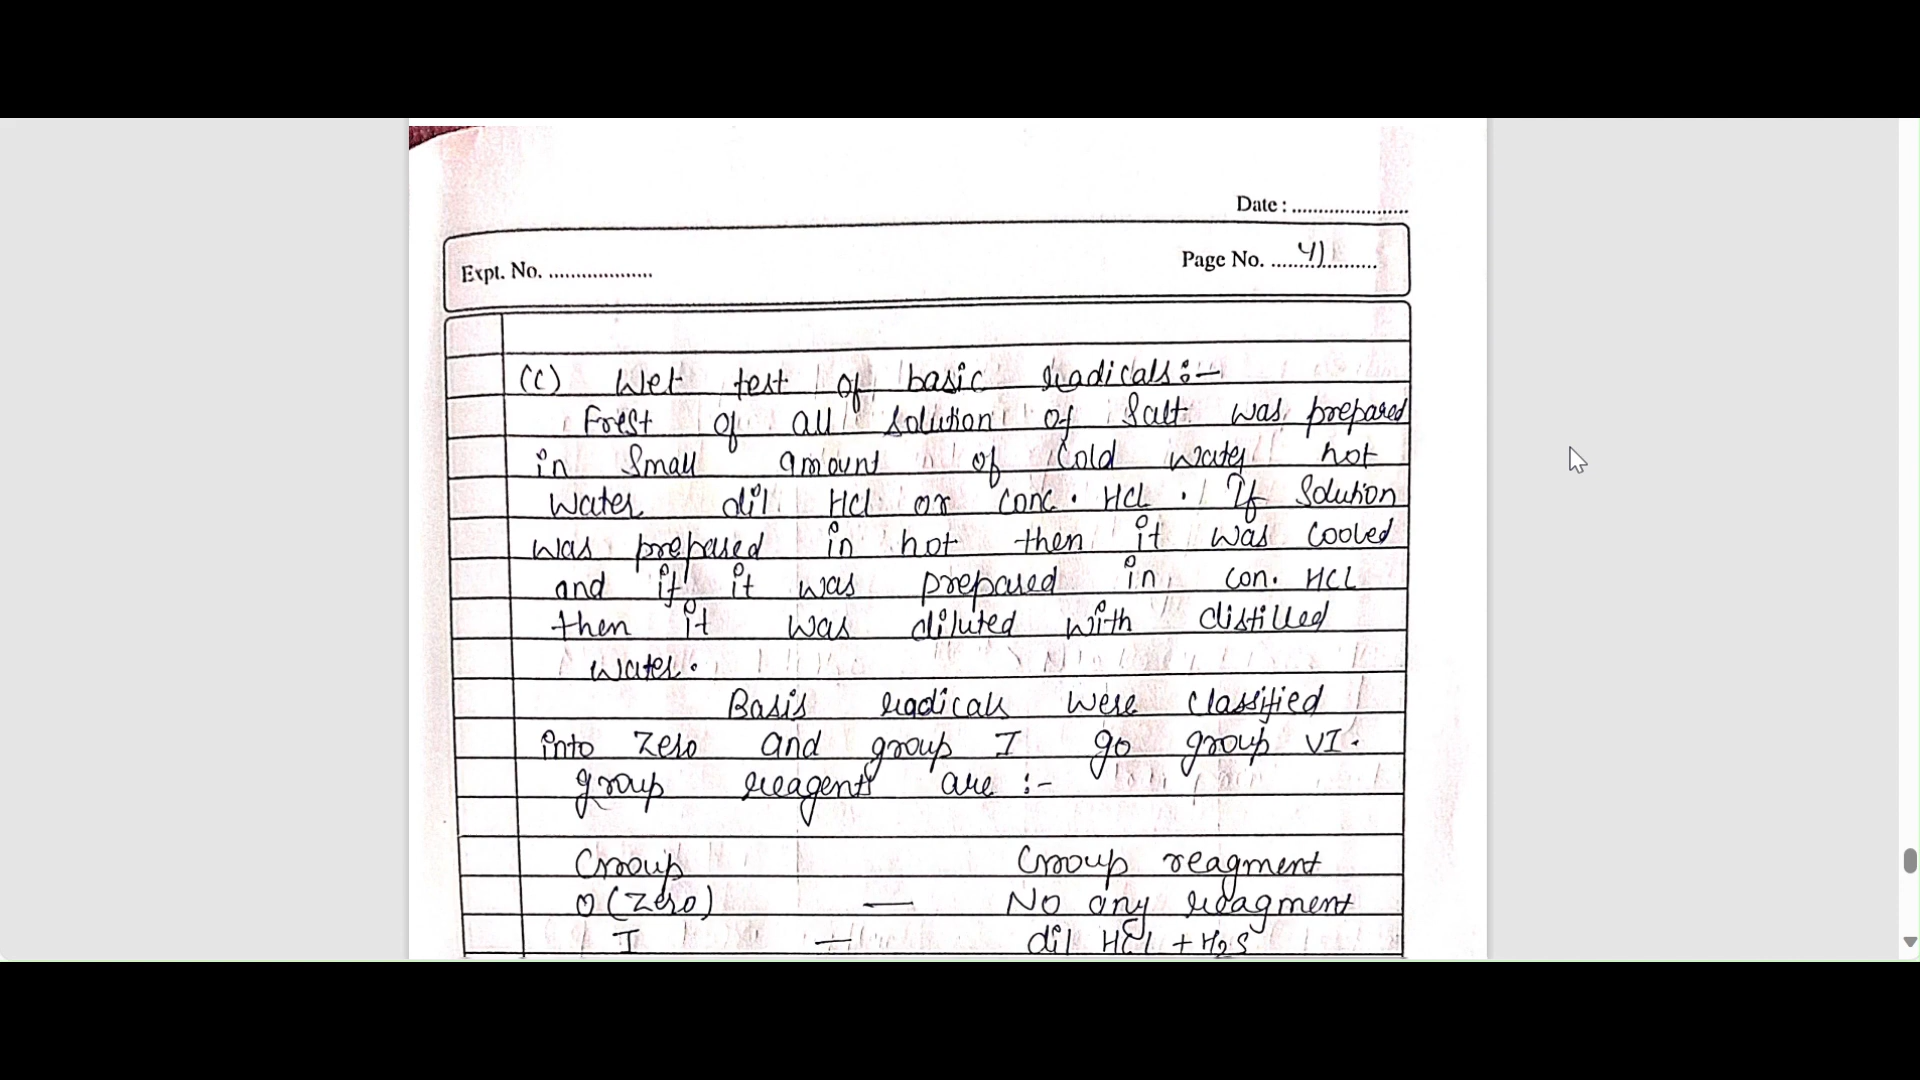 Date : ......................
Expt. No. ....................
Page No. ....41..........
(C) Wet test of basic radicals :-
Frist of all solution of Salt was prepared
in Small amount of Cold water hot
water dil. HCl or conc. HCL. If Solution
was prepared in hot then it was cooled
and if it was prepared in con. HCL
then it was diluted with distilled
water.
Basis radicals were classified
into zero and group I go group VI.
group reagents are :-
Group Group reagment
0 (zero) — No any reagment
I — dil HCl + H2S